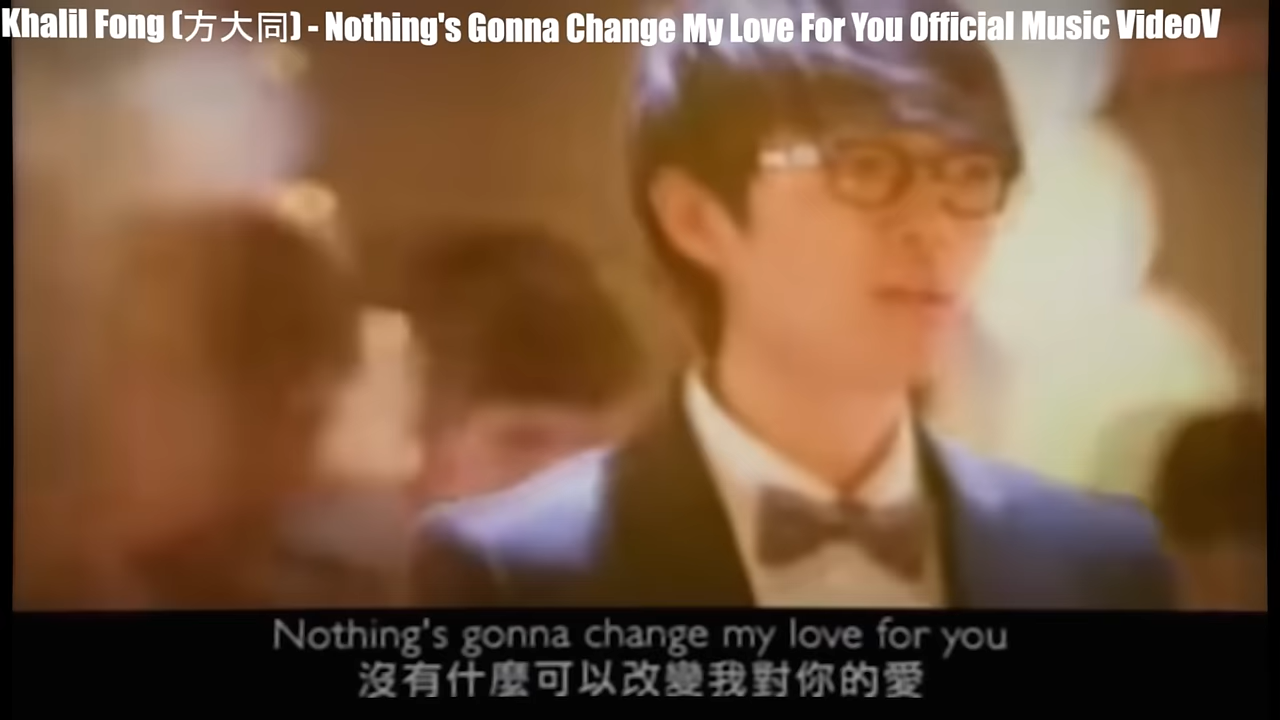 Khalil Fong (方大同) - Nothing's Gonna Change My Love For You Official Music VideoV
Nothing's gonna change my love for you
沒有什麼可以改變我對你的愛